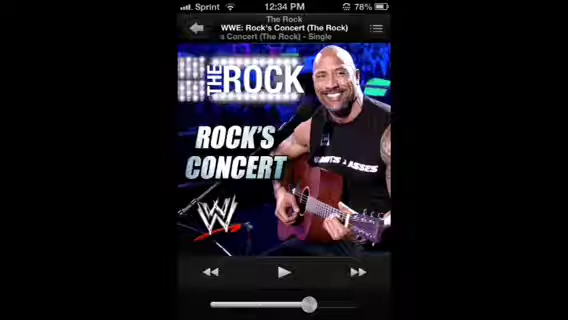 Sprint 12:34 PM 78%
The Rock
WWE: Rock's Concert (The Rock)
s Concert (The Rock) - Single
THE ROCK
ROCK'S
CONCERT
W